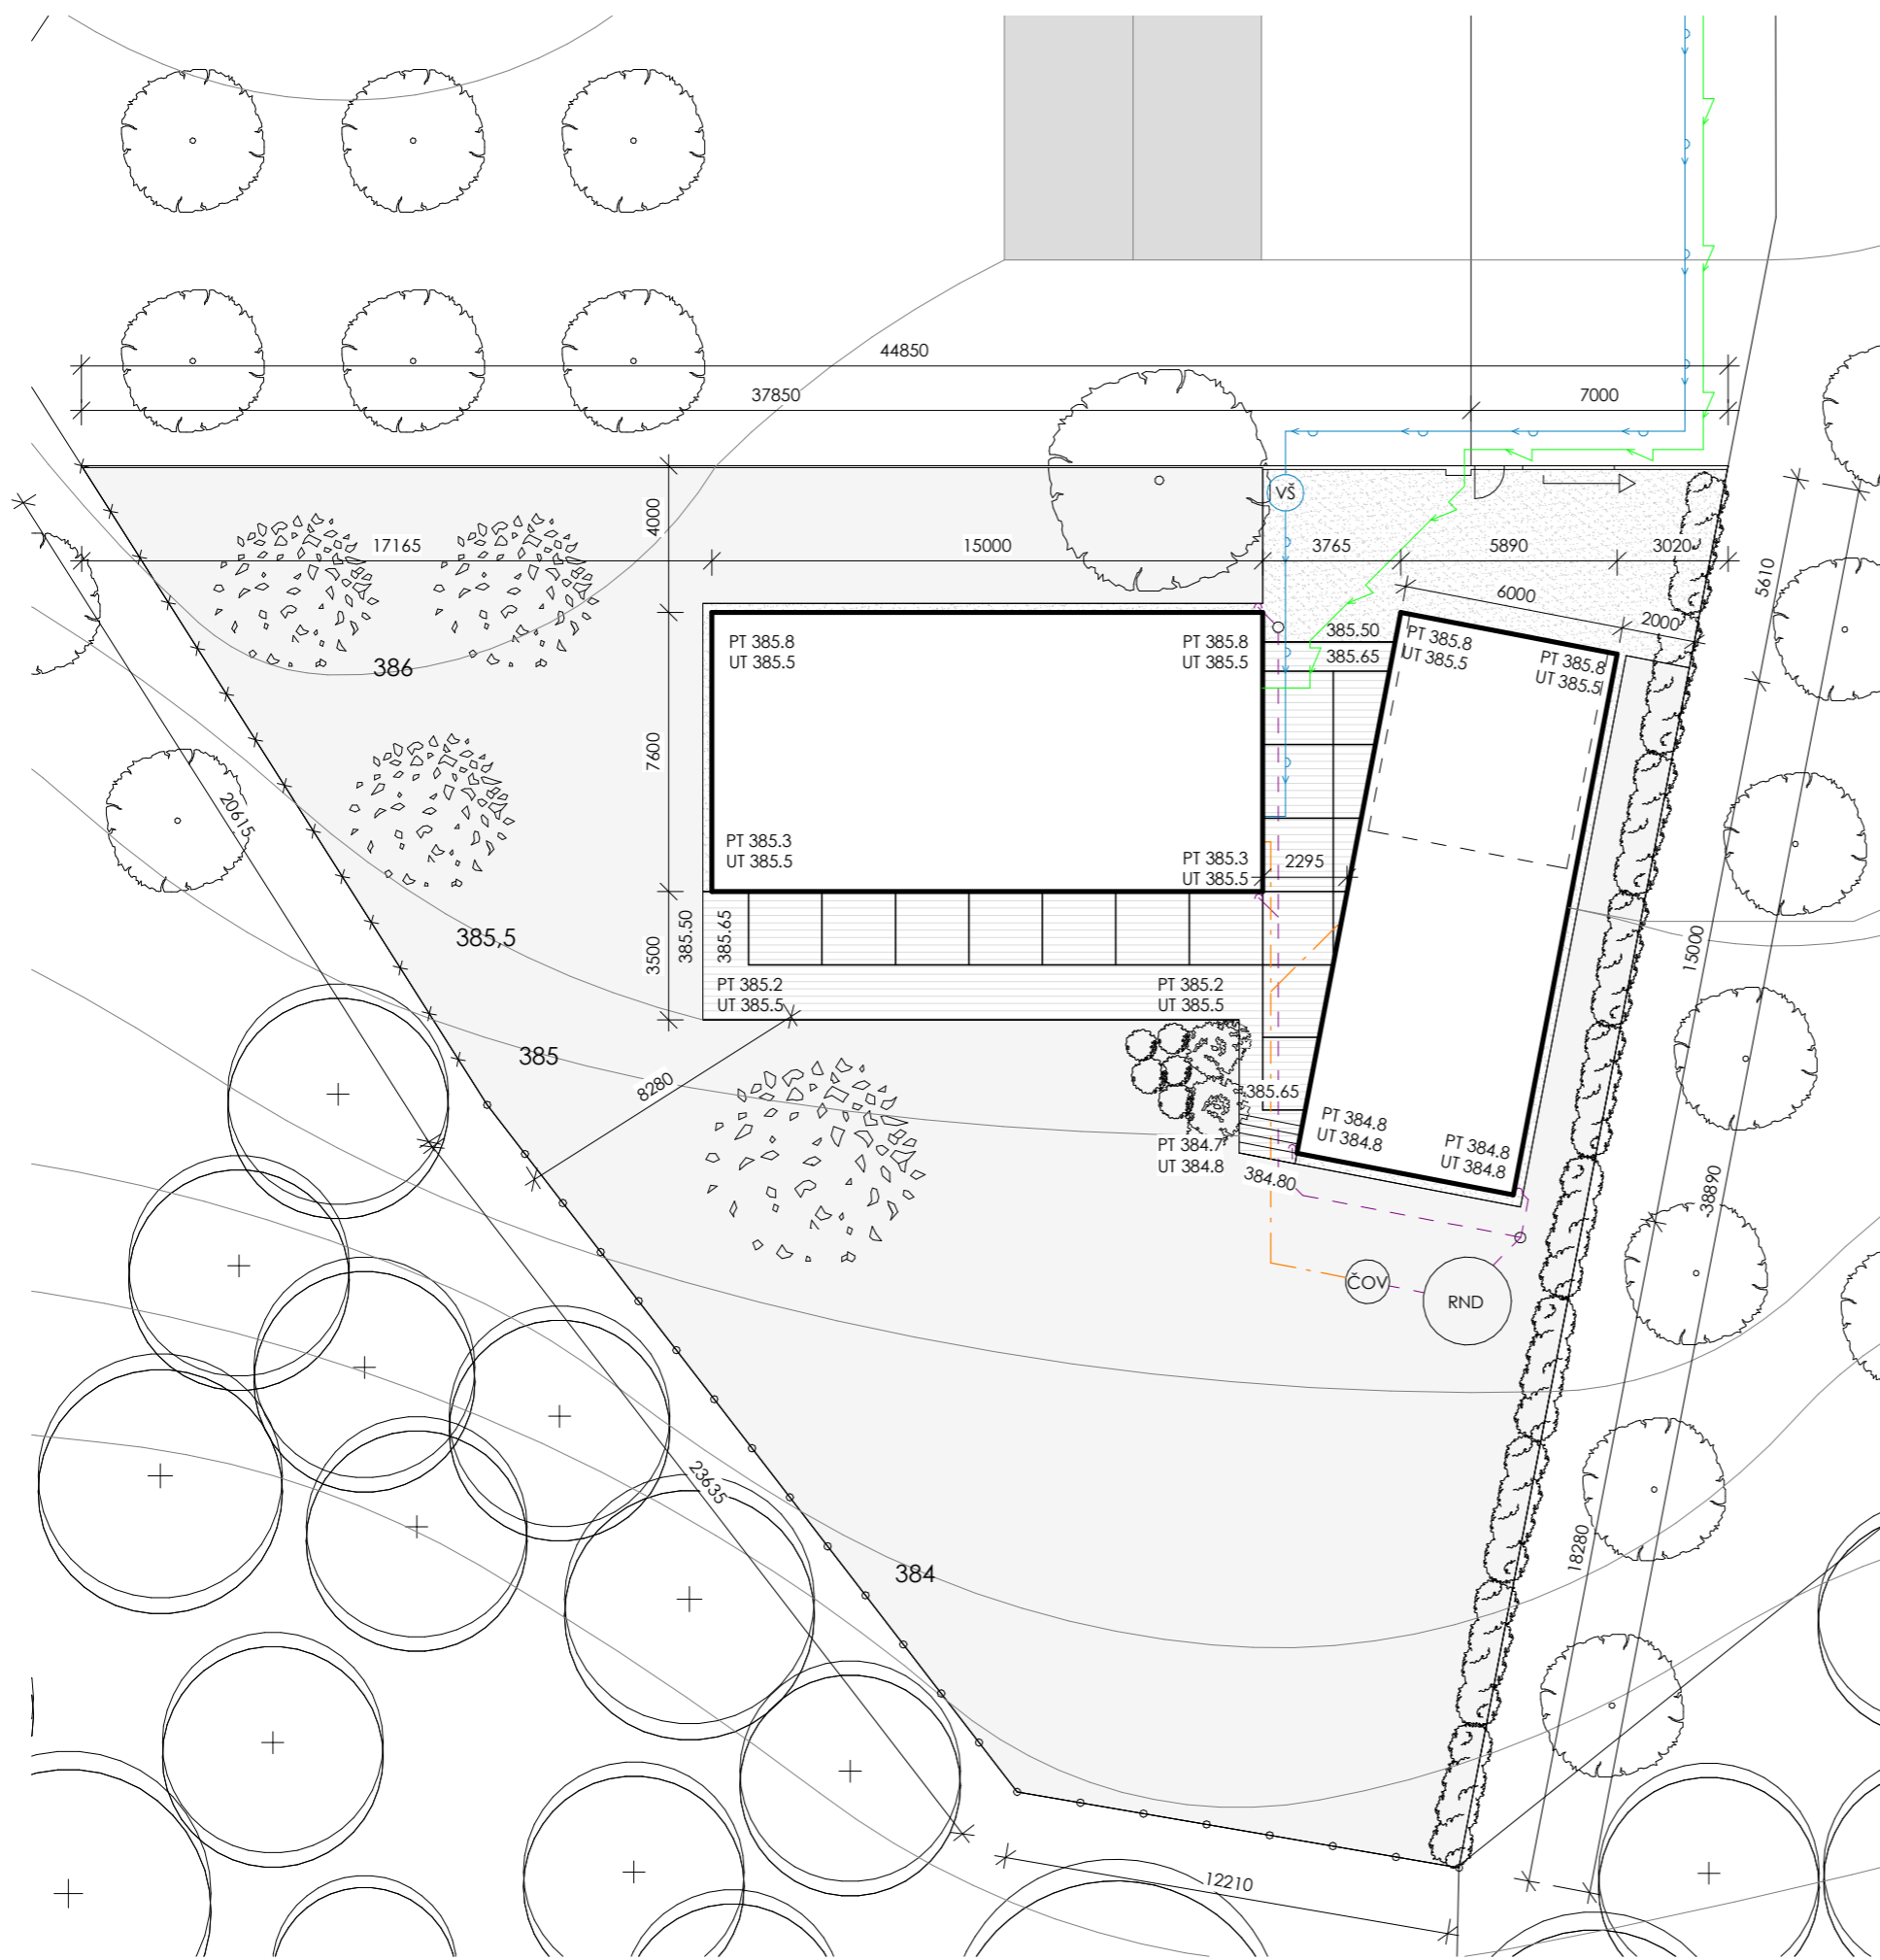 44850
37850
7000
VŠ
4000
17165
15000
3765
5890
3020
5610
6000
2000
385.50
385.65
PT 385.8
UT 385.5
PT 385.8
UT 385.5
PT 385.8
UT 385.5
PT 385.8
UT 385.5
386
7600
20615
PT 385.3
UT 385.5
PT 385.3
UT 385.5
2295
385,5
3500
385.50
385.65
15000
PT 385.2
UT 385.5
PT 385.2
UT 385.5
385
8280
385.65
PT 384.7
UT 384.8
PT 384.8
UT 384.8
PT 384.8
UT 384.8
384.80
38890
ČOV
RND
23635
18280
384
12210